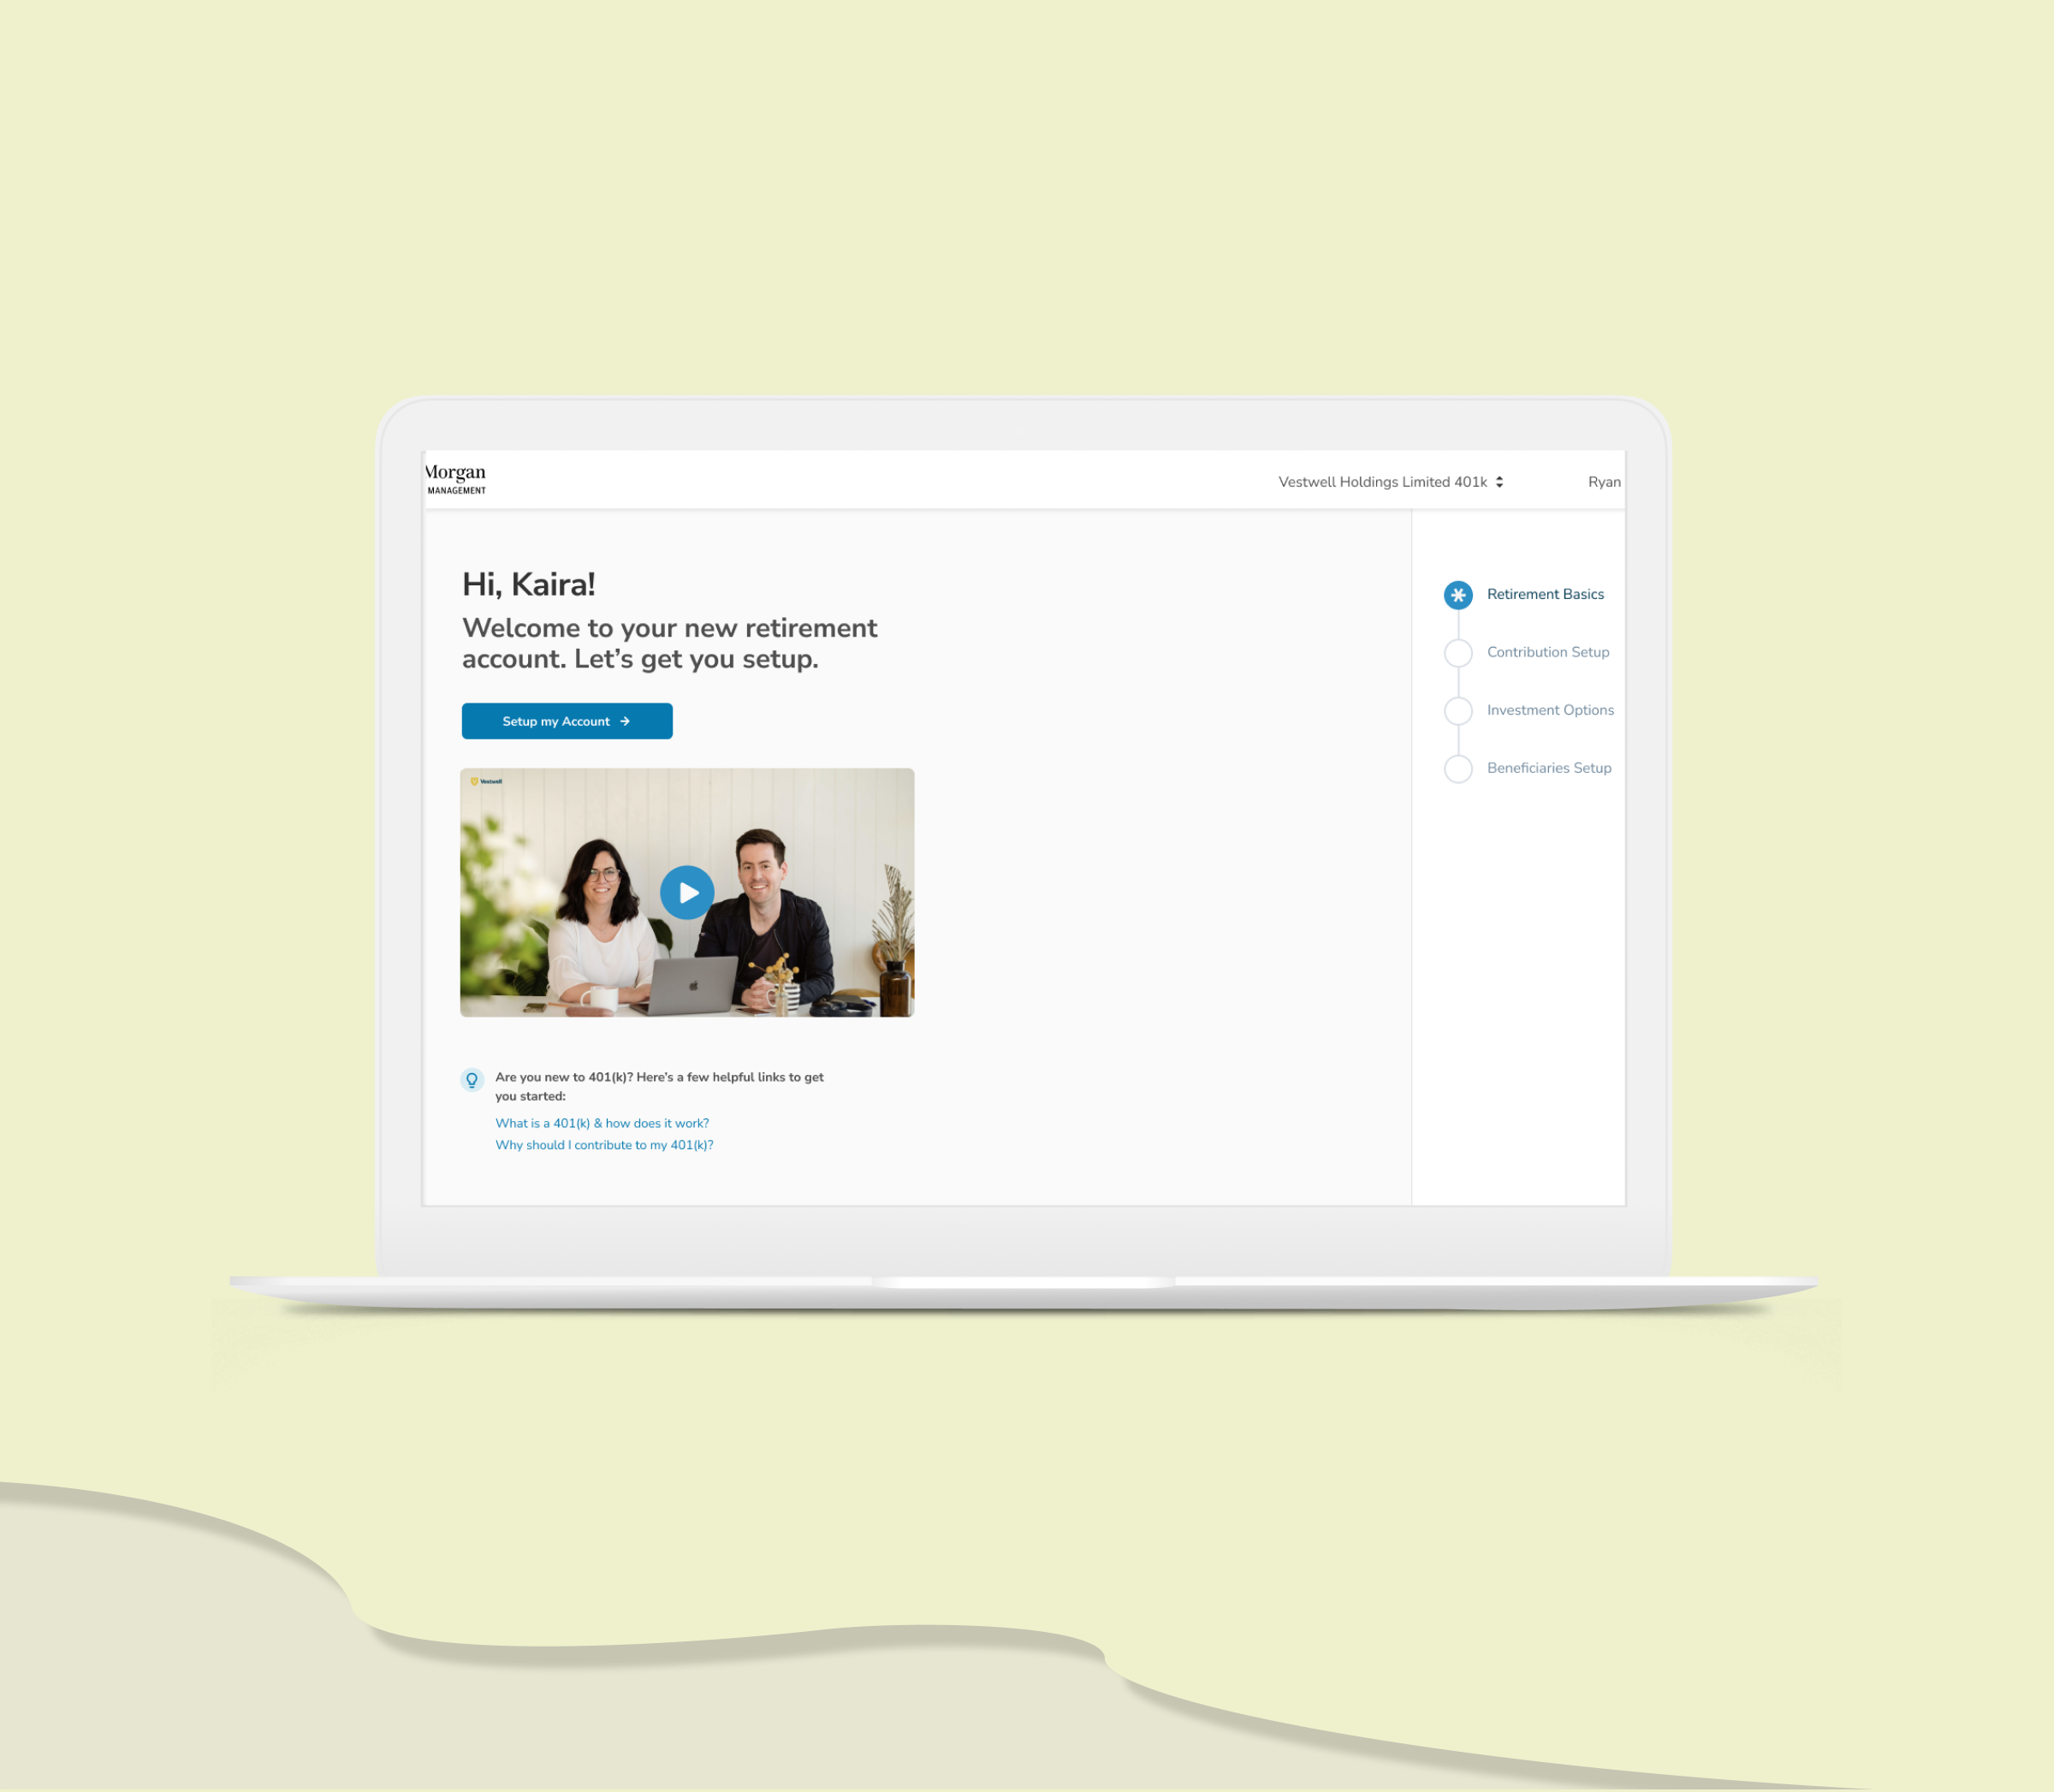 Morgan
MANAGEMENT
Vestwell Holdings Limited 401k
Ryan
Hi, Kaira!
Welcome to your new retirement
account. Let’s get you setup.
Setup my Account
Vestwell
Are you new to 401(k)? Here’s a few helpful links to get
you started:
What is a 401(k) & how does it work?
Why should I contribute to my 401(k)?
Retirement Basics
Contribution Setup
Investment Options
Beneficiaries Setup